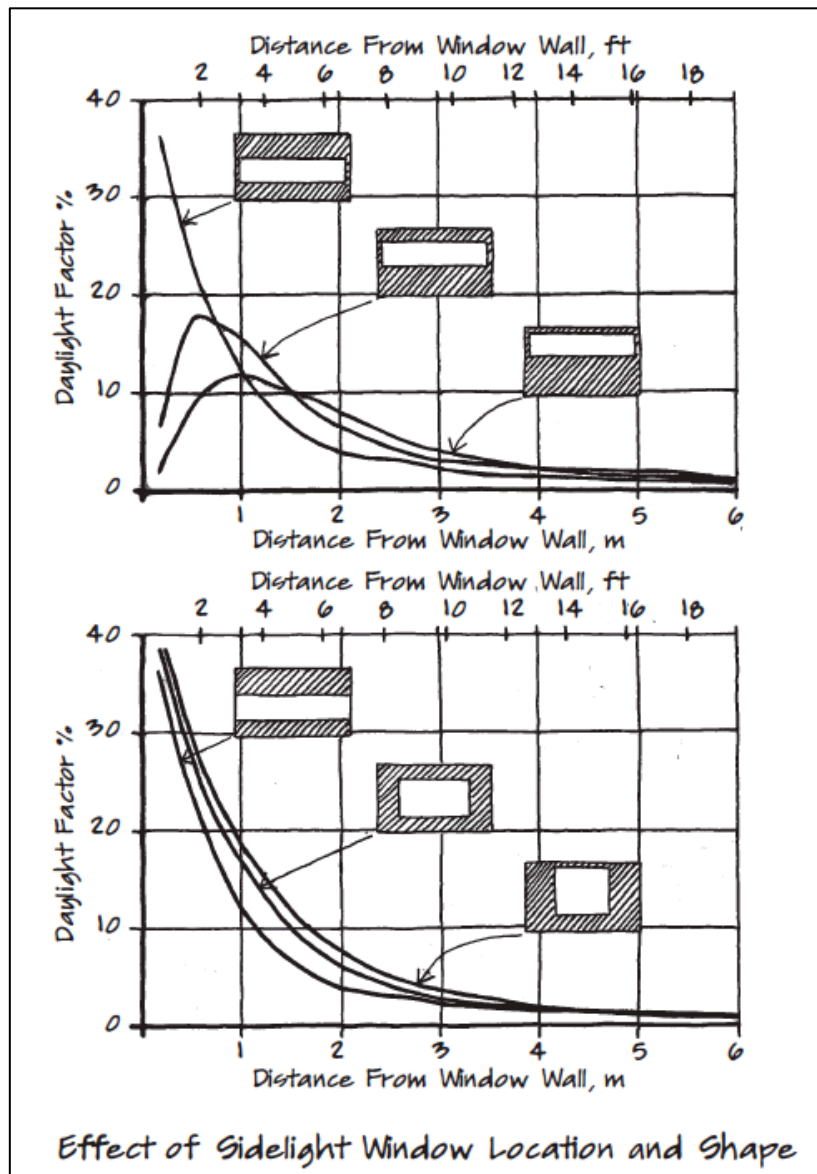 Distance From Window Wall, ft
2 4 6 8 10 12 14 16 18
40
30
20
10
0
Daylight Factor %
1 2 3 4 5 6
Distance From Window Wall, m
Distance From Window Wall, ft
2 4 6 8 10 12 14 16 18
40
30
20
10
0
Daylight Factor %
1 2 3 4 5 6
Distance From Window Wall, m
Effect of Sidelight Window Location and Shape